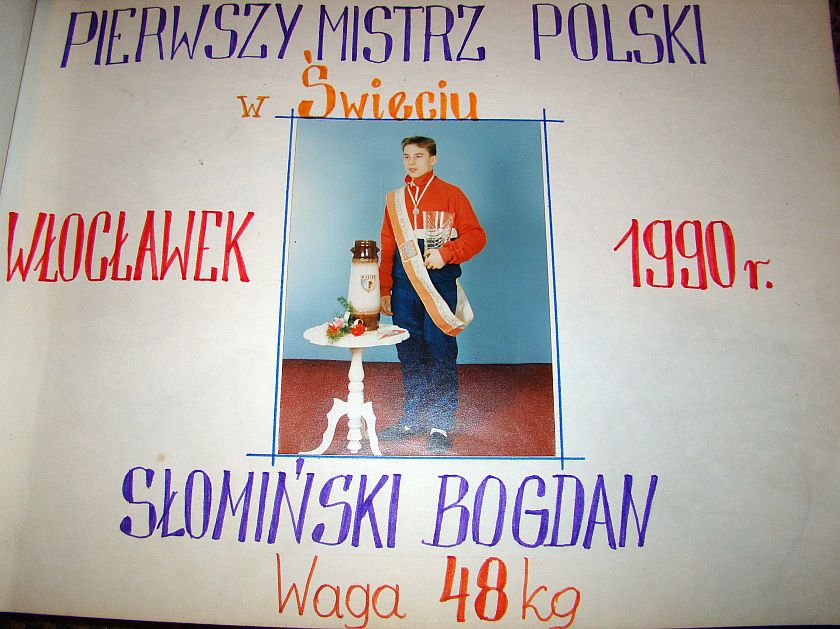 PIERWSZY MISTRZ POLSKI
w Świeciu
WŁOCŁAWEK 1990 r.
SŁOMIŃSKI BOGDAN
Waga 48 kg